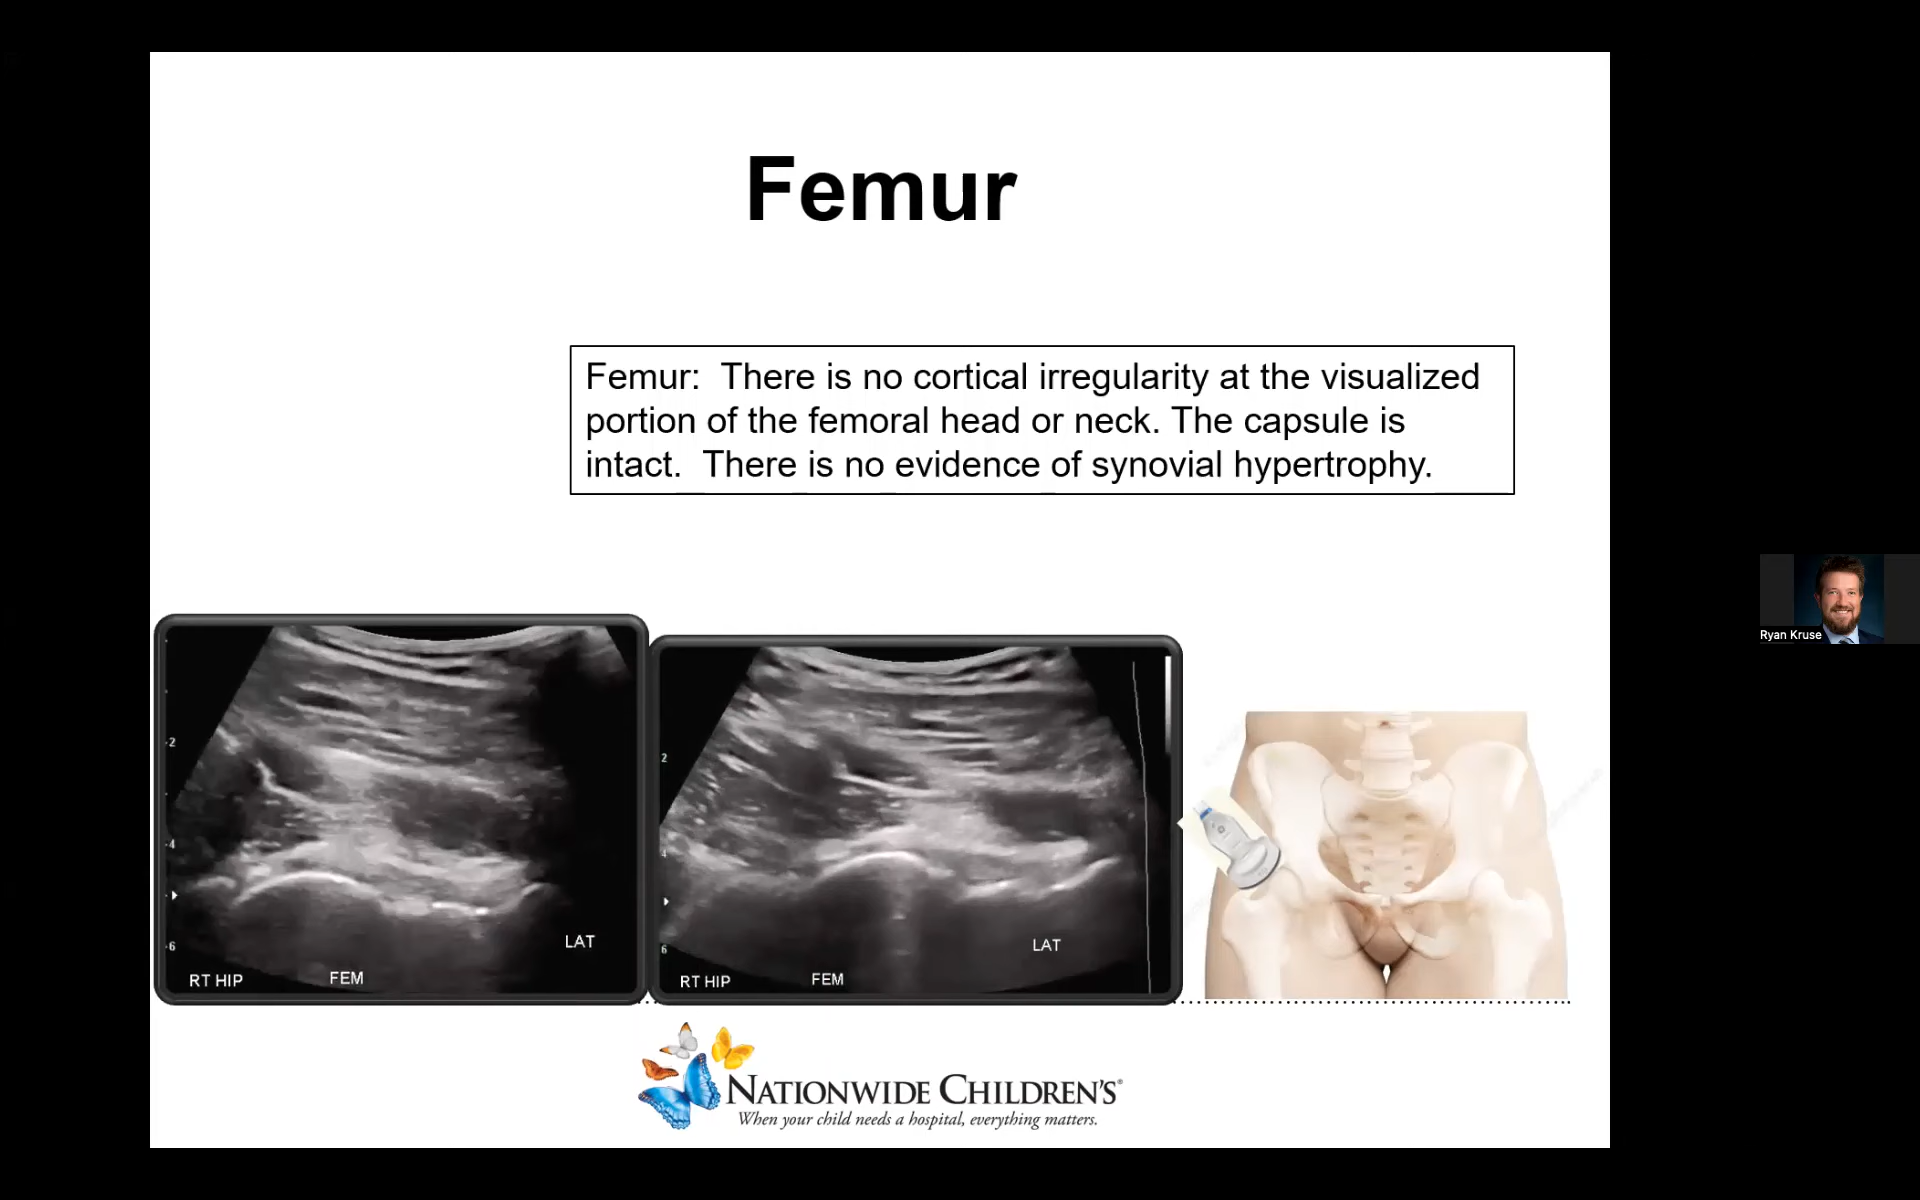 Femur
Femur:  There is no cortical irregularity at the visualized
portion of the femoral head or neck. The capsule is
intact.  There is no evidence of synovial hypertrophy.
2
4
6
LAT
RT HIP
FEM
2
4
6
LAT
RT HIP
FEM
Ryan Kruse
NATIONWIDE CHILDREN'S®
When your child needs a hospital, everything matters.